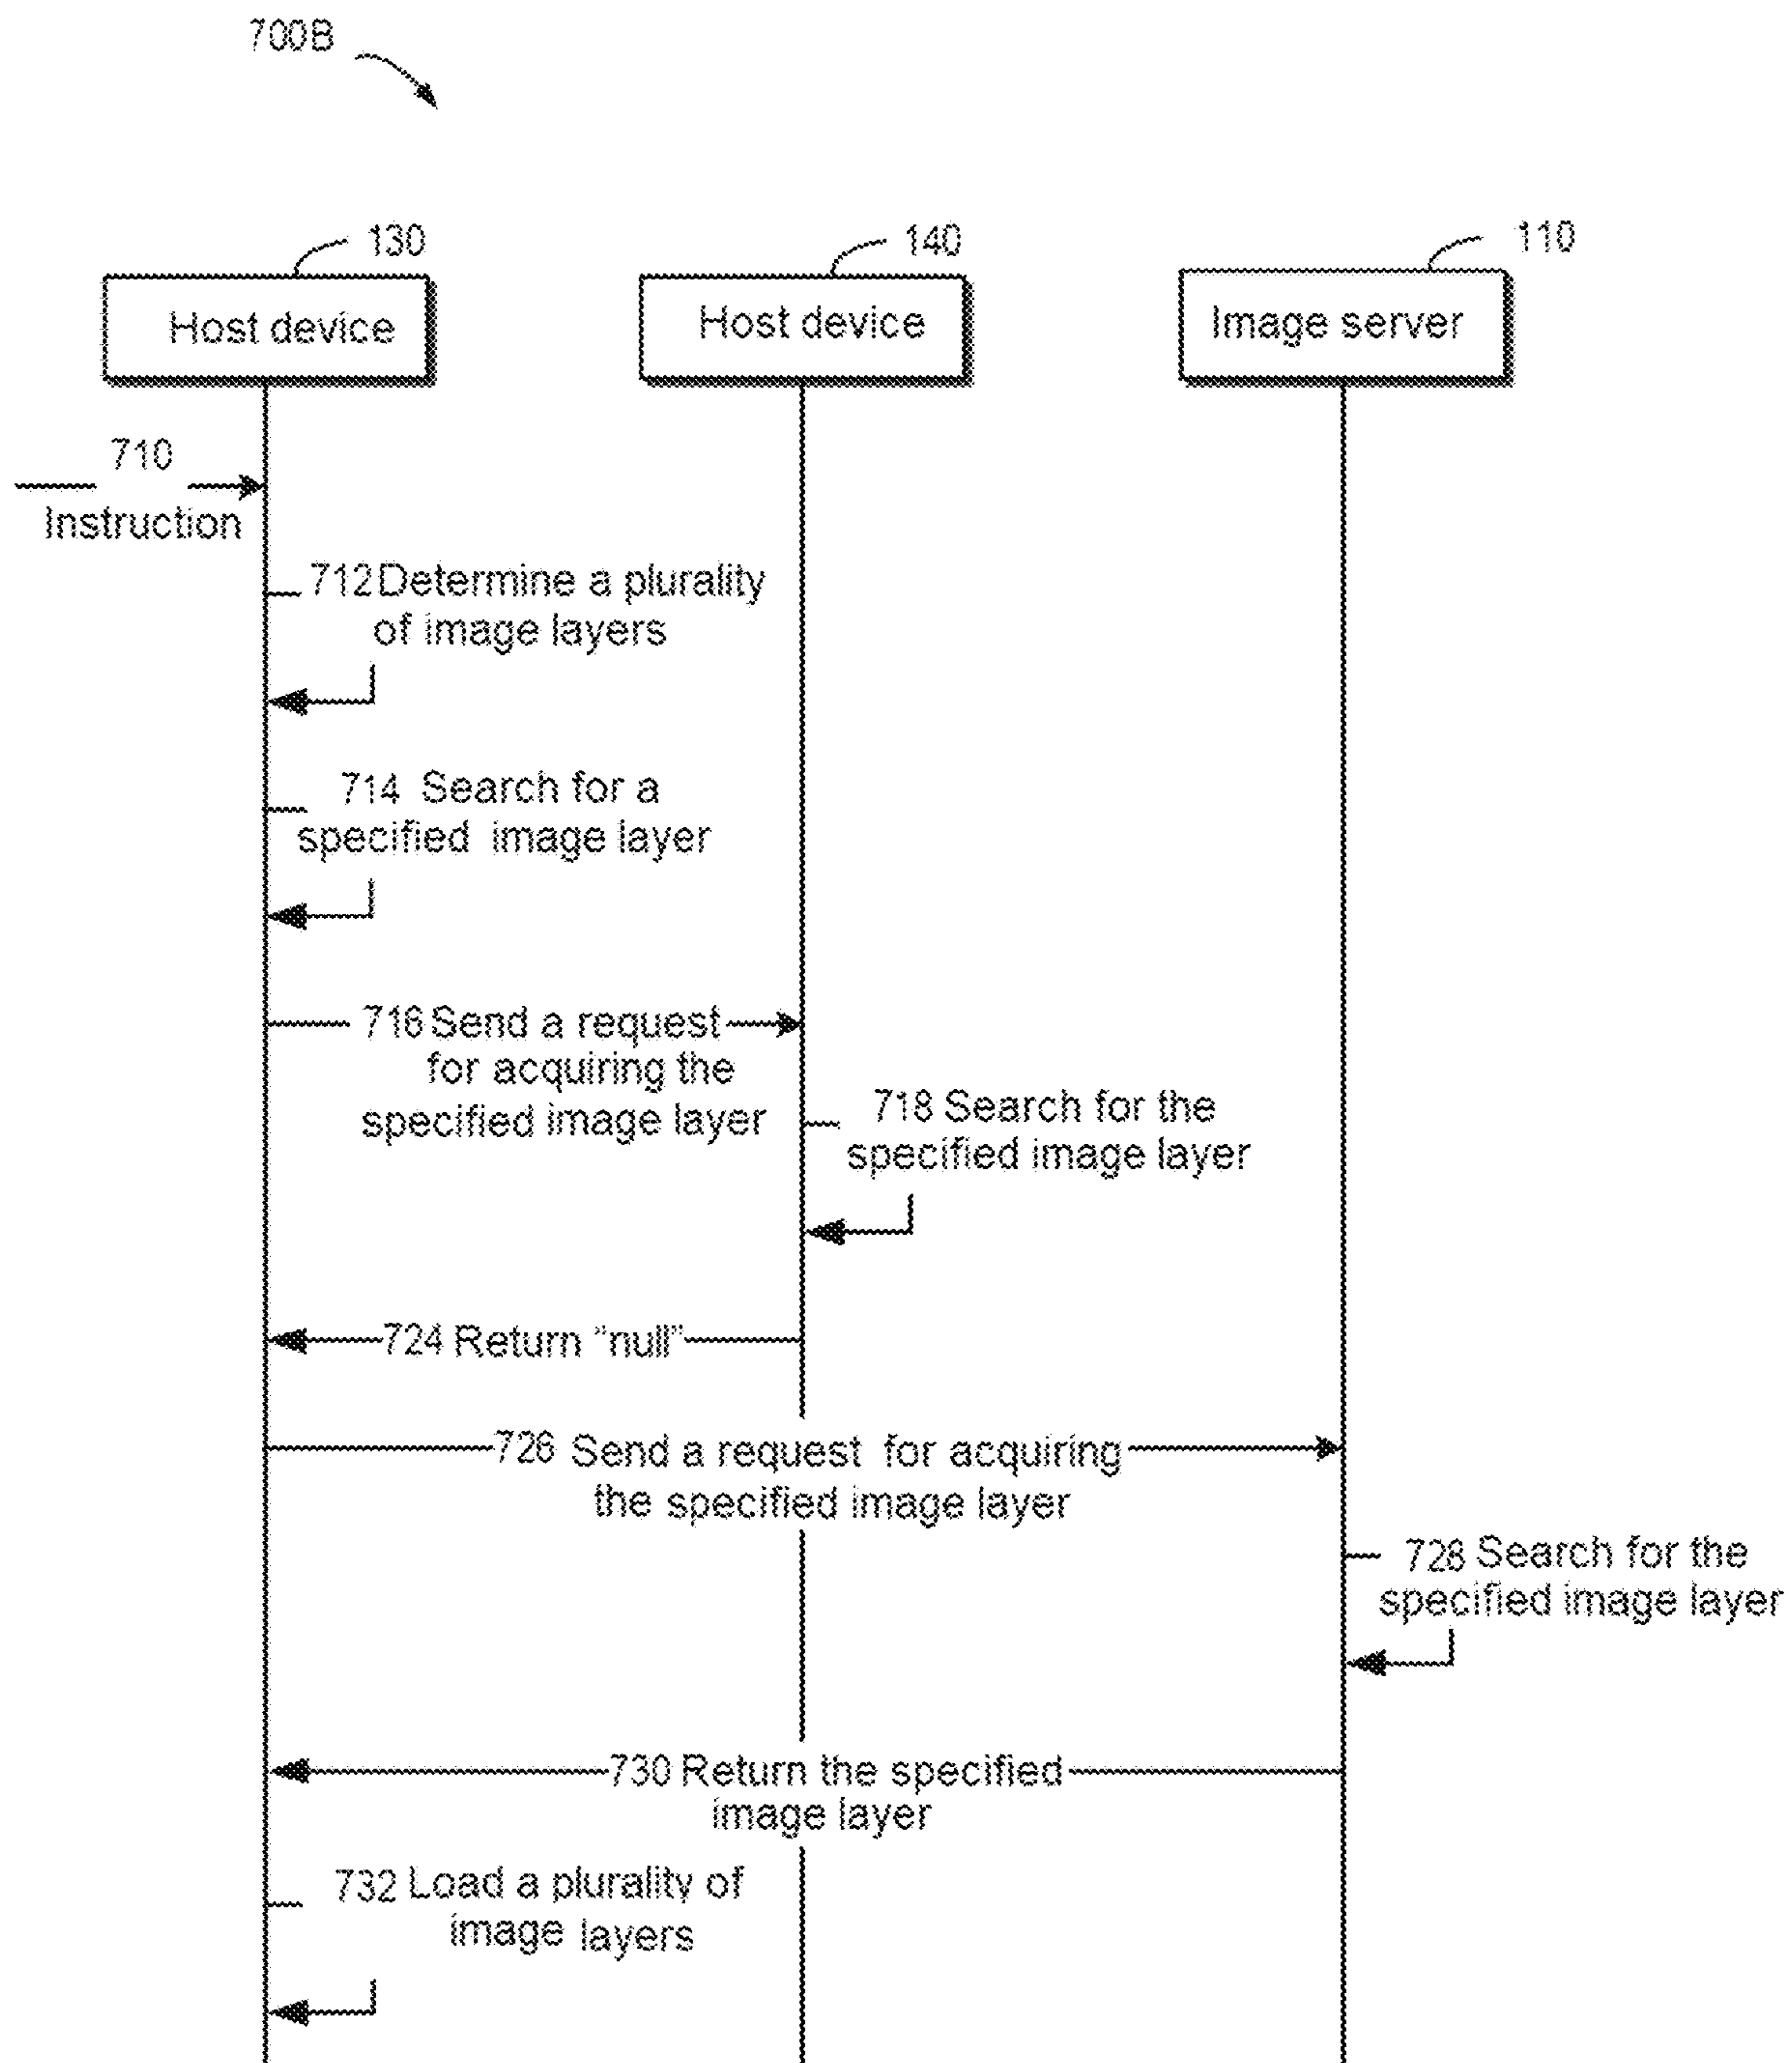 700B
130
140
110
Host device
Host device
Image server
710
Instruction
712 Determine a plurality
of image layers
714 Search for a
specified image layer
716 Send a request
for acquiring the
specified image layer
718 Search for the
specified image layer
724 Return “null”
726 Send a request for acquiring
the specified image layer
728 Search for the
specified image layer
730 Return the specified
image layer
732 Load a plurality of
image layers